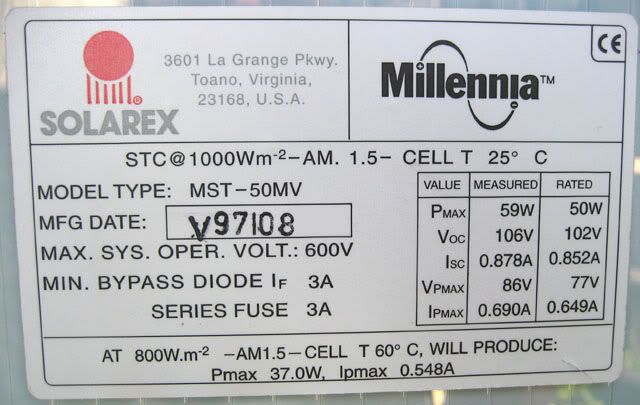 SOLAREX
3601 La Grange Pkwy.
Toano, Virginia,
23168, U.S.A.
Millennia™
CE
STC@1000Wm-2-AM. 1.5- CELL T 25° C
MODEL TYPE: MST-50MV
MFG DATE: V97108
MAX. SYS. OPER. VOLT.: 600V
MIN. BYPASS DIODE IF 3A
SERIES FUSE 3A
VALUE MEASURED RATED
PMAX 59W 50W
VOC 106V 102V
ISC 0.878A 0.852A
VPMAX 86V 77V
IPMAX 0.690A 0.649A
AT 800W.m-2 -AM1.5-CELL T 60° C, WILL PRODUCE:
Pmax 37.0W, Ipmax 0.548A